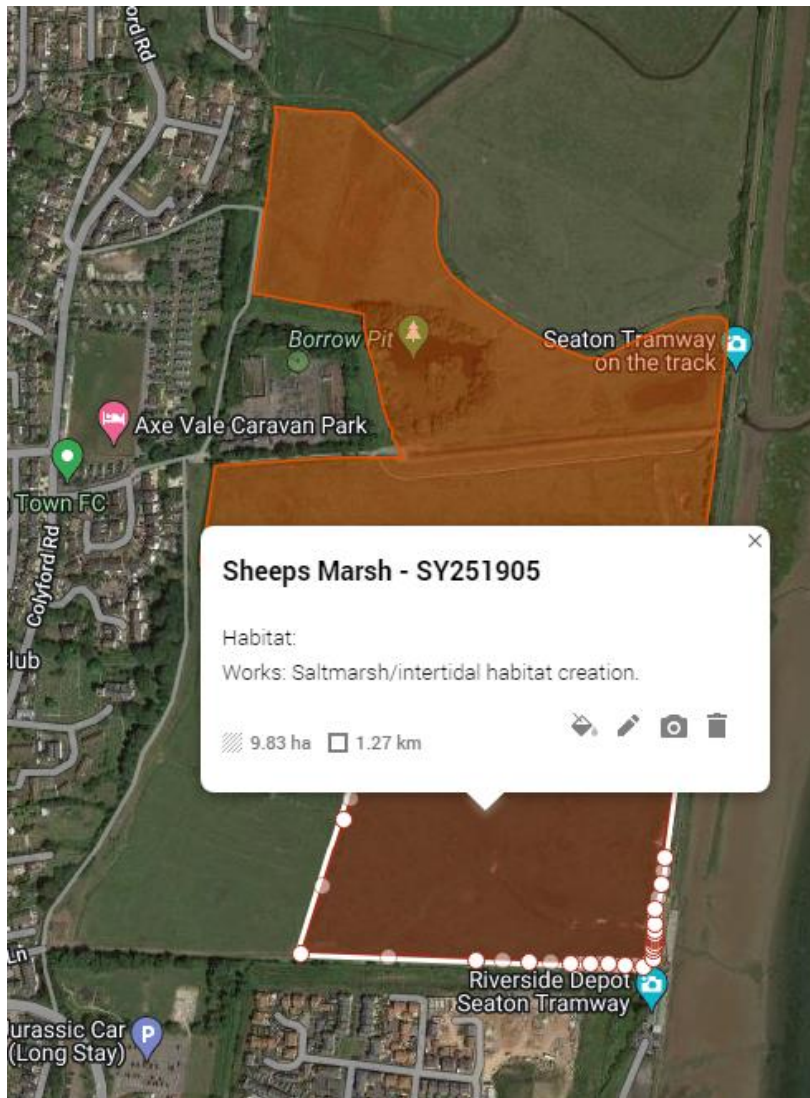 ord Rd
Borrow Pit
Seaton Tramway
on the track
Axe Vale Caravan Park
Town FC
Colyford Rd
Sheeps Marsh - SY251905
Habitat:
Works: Saltmarsh/intertidal habitat creation.
9.83 ha 1.27 km
lub
Ln
Riverside Depot
Seaton Tramway
urassic Car
(Long Stay)
P